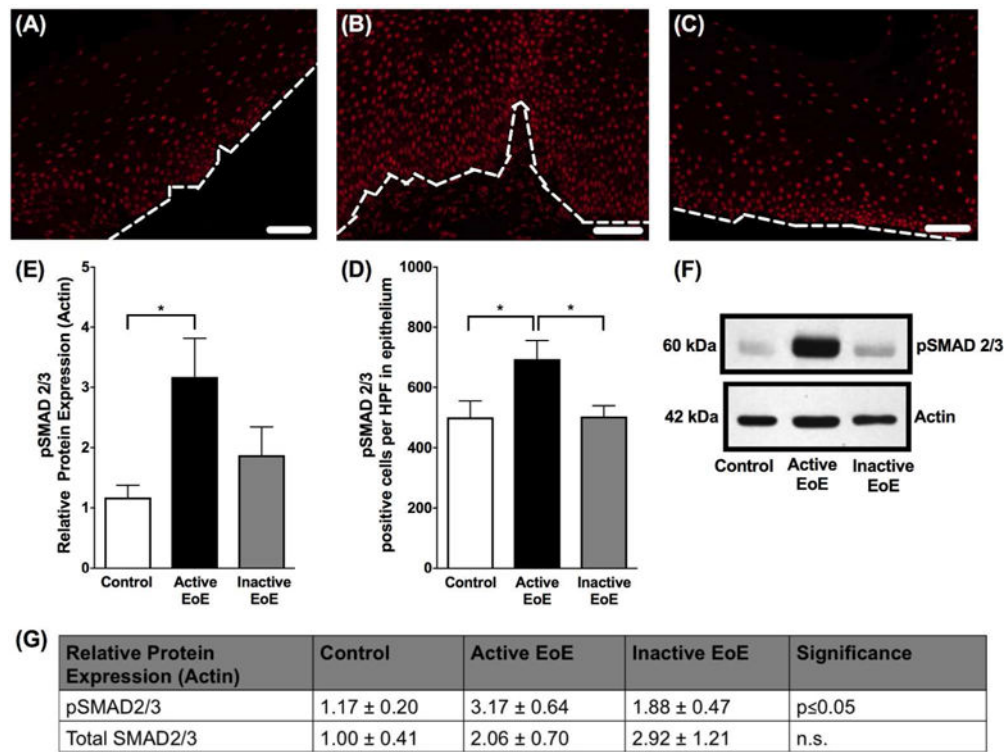 (A)
(B)
(C)
(E)
pSMAD 2/3
Relative Protein Expression (Actin)
5
4
3
2
1
0
*
Control
Active
EoE
Inactive
EoE
(D)
pSMAD 2/3
positive cells per HPF in epithelium
1000
800
600
400
200
0
*
*
Control
Active
EoE
Inactive
EoE
(F)
60 kDa
pSMAD 2/3
42 kDa
Actin
Control
Active
EoE
Inactive
EoE
(G)
Relative Protein Expression (Actin) Control Active EoE Inactive EoE Significance
pSMAD2/3 1.17 ± 0.20 3.17 ± 0.64 1.88 ± 0.47 p≤0.05
Total SMAD2/3 1.00 ± 0.41 2.06 ± 0.70 2.92 ± 1.21 n.s.